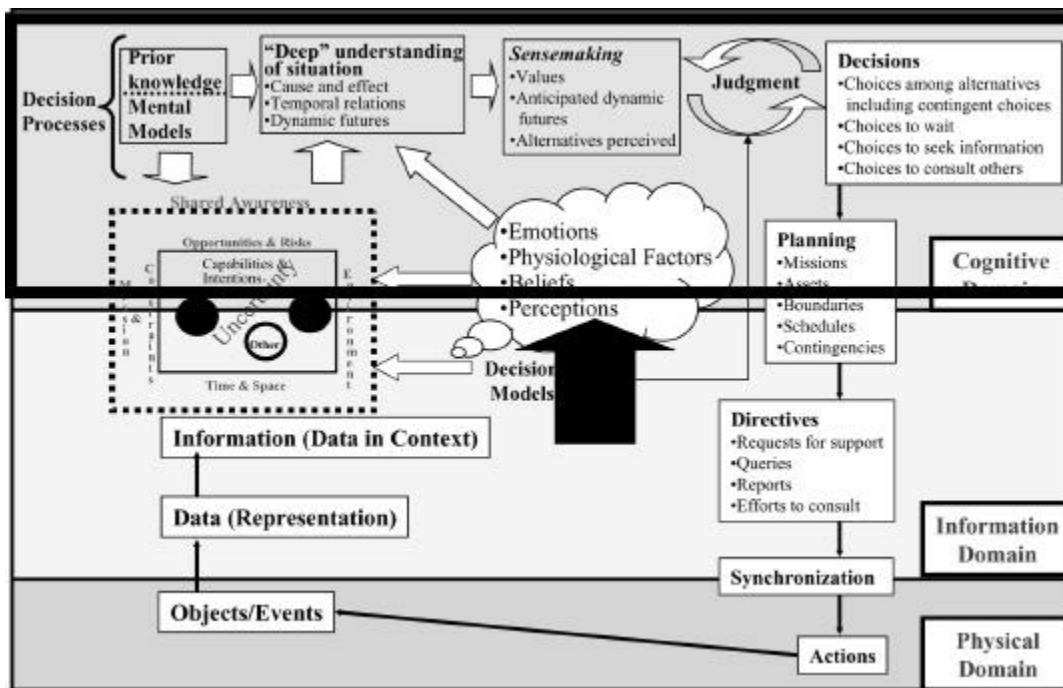 Decision
Processes
Prior
knowledge
Mental
Models
“Deep” understanding
of situation
•Cause and effect
•Temporal relations
•Dynamic futures
Sensemaking
•Values
•Anticipated dynamic
futures
•Alternatives perceived
Judgment
Decisions
•Choices among alternatives
including contingent choices
•Choices to wait
•Choices to seek information
•Choices to consult others
Shared Awareness
Opportunities & Risks
Capabilities &
Intentions
Uncertainty
Other
&
Constraints
Environment
Time & Space
•Emotions
•Physiological Factors
•Beliefs
•Perceptions
Decision
Models
Planning
•Missions
•Assets
•Boundaries
•Schedules
•Contingencies
Cognitive
Directives
•Requests for support
•Queries
•Reports
•Efforts to consult
Information (Data in Context)
Data (Representation)
Information
Domain
Synchronization
Objects/Events
Actions
Physical
Domain